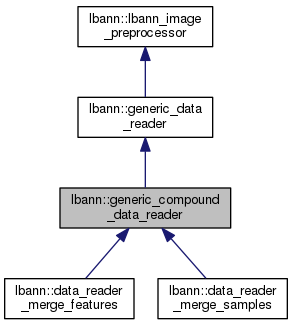 lbann::lbann_image
_preprocessor
lbann::generic_data
_reader
lbann::generic_compound
_data_reader
lbann::data_reader
_merge_features
lbann::data_reader
_merge_samples